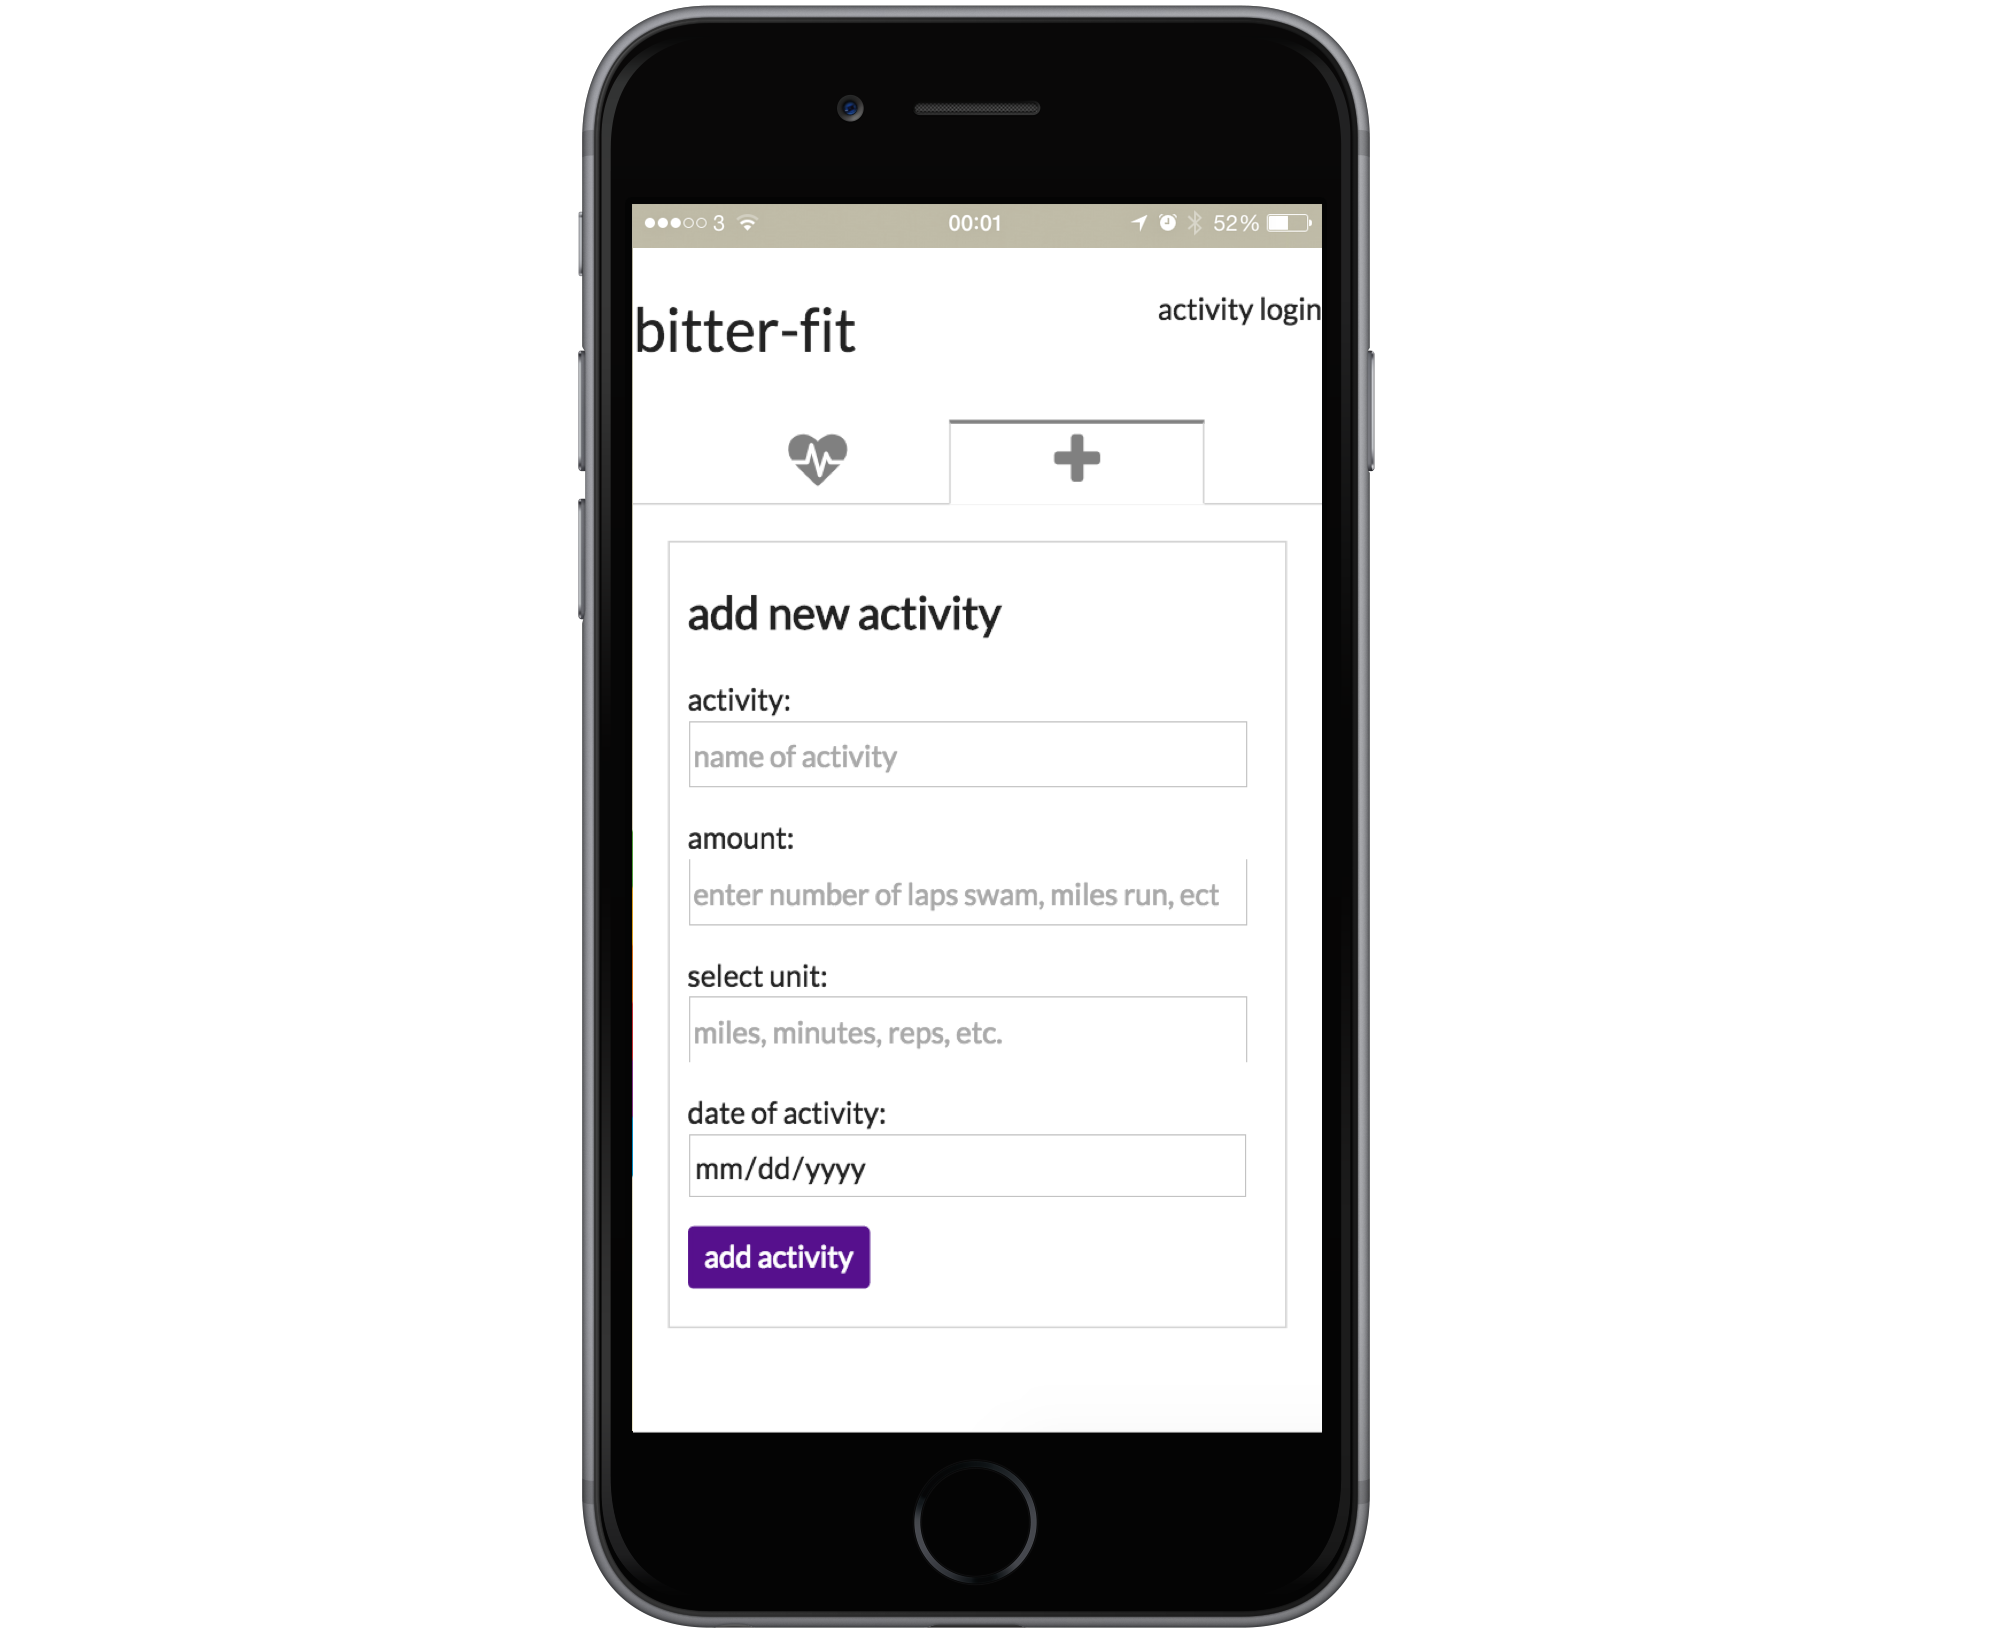 3 00:01 52%
bitter-fit
activity login
add new activity
activity:
name of activity
amount:
enter number of laps swam, miles run, ect
select unit:
miles, minutes, reps, etc.
date of activity:
mm/dd/yyyy
add activity